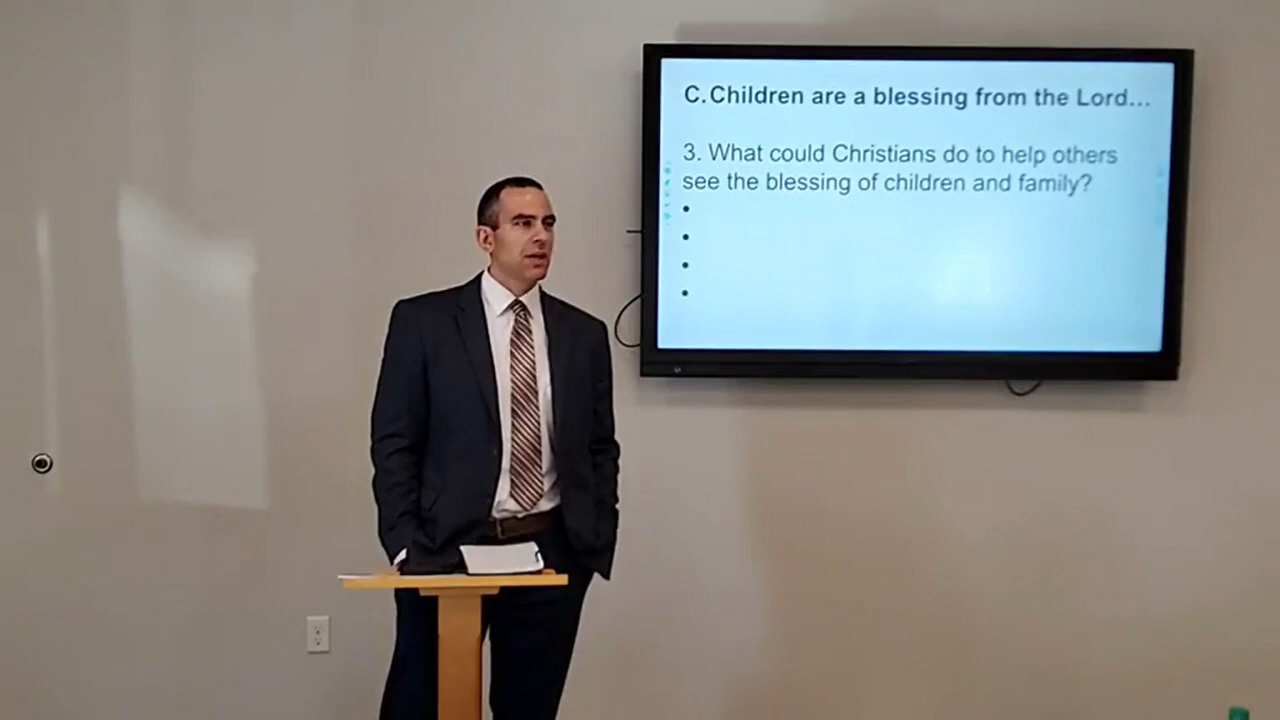 C.Children are a blessing from the Lord...
3. What could Christians do to help others
see the blessing of children and family?
•
•
•
•